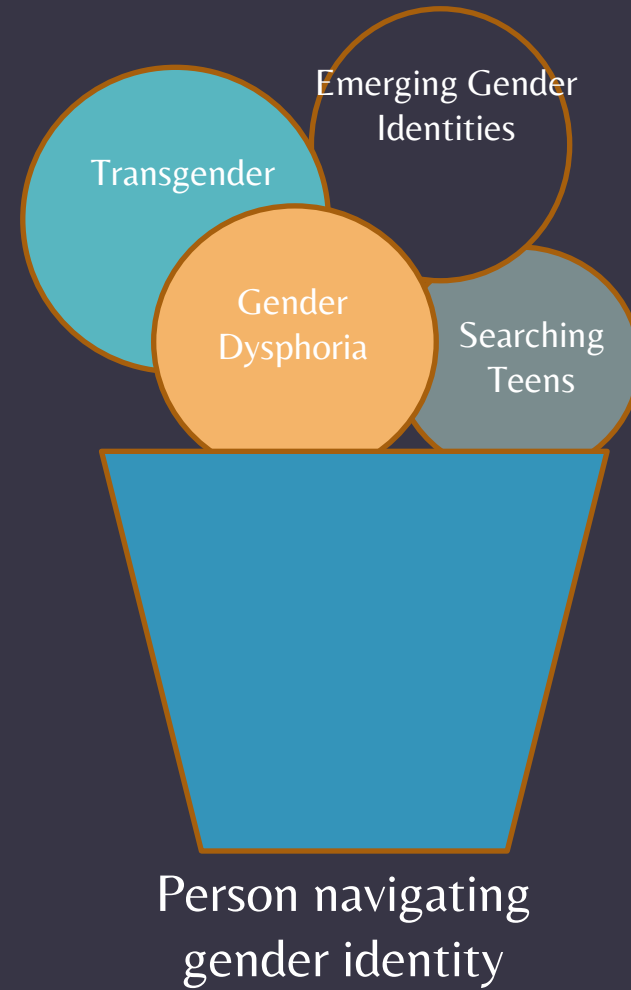 Emerging Gender
Identities
Transgender
Gender
Dysphoria
Searching
Teens
Person navigating
gender identity